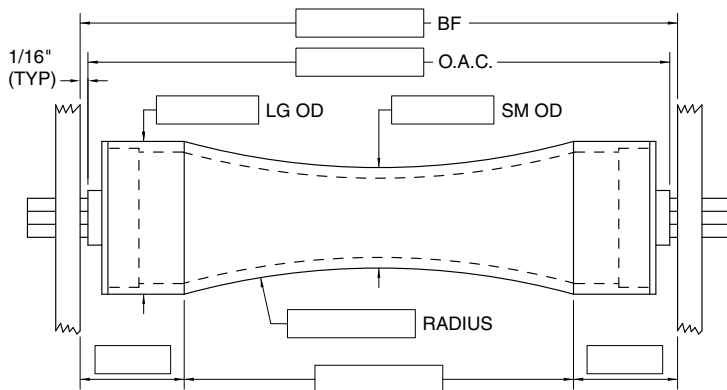 BF
1/16"
(TYP)
O.A.C.
LG OD
SM OD
RADIUS